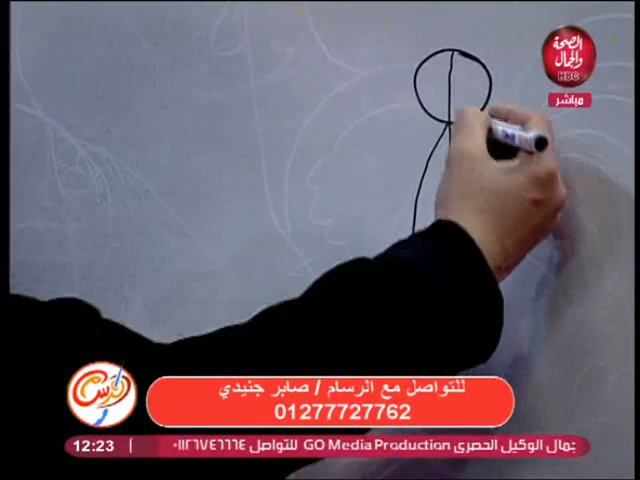 الصحة
والجمال
HBC
مباشر
للتواصل مع الرسام / صابر جنيدي
01277727762
12:23 | جمال الوكيل الحصرى GO Media Production للتواصل ٠١١٢٦٧٤٦٦٦٤